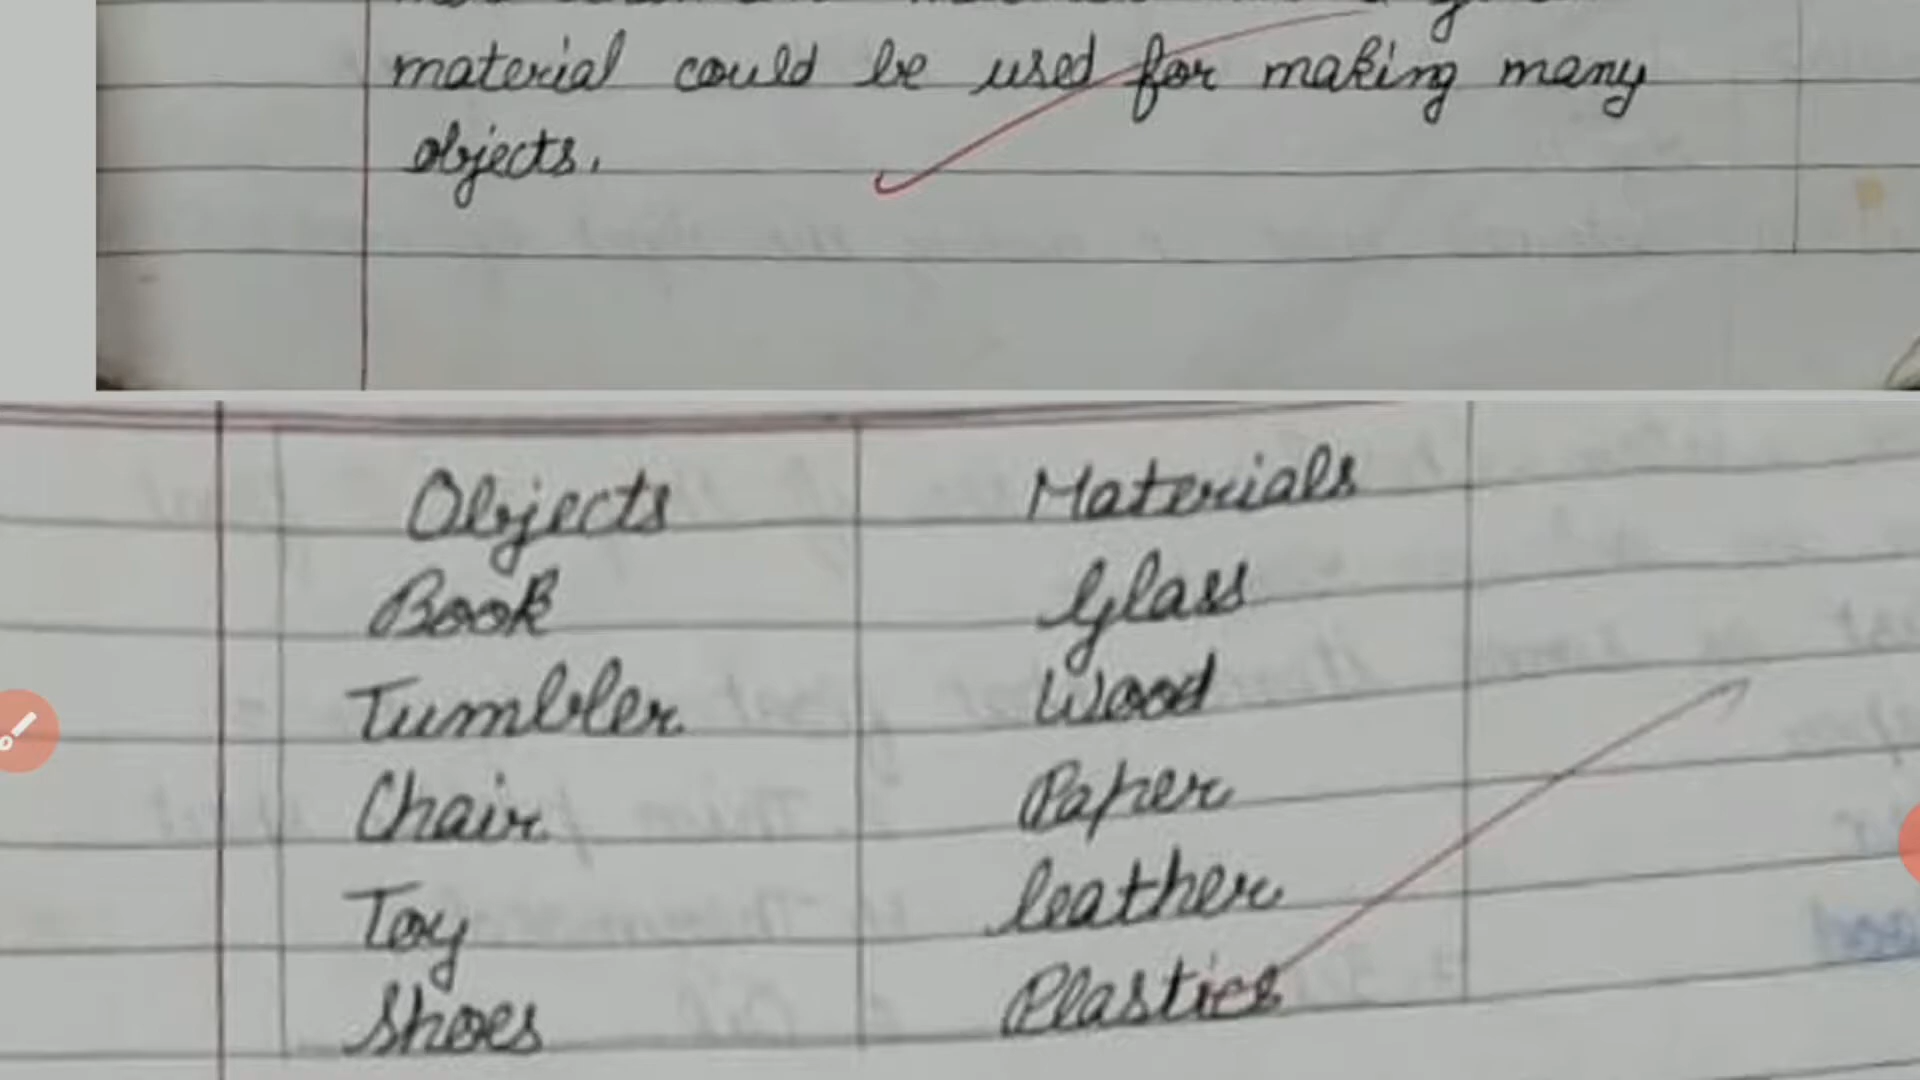 material could be used for making many
objects.
Objects Materials
Book Glass
Tumbler Wood
Chair Paper
Toy leather
Shoes Plastics